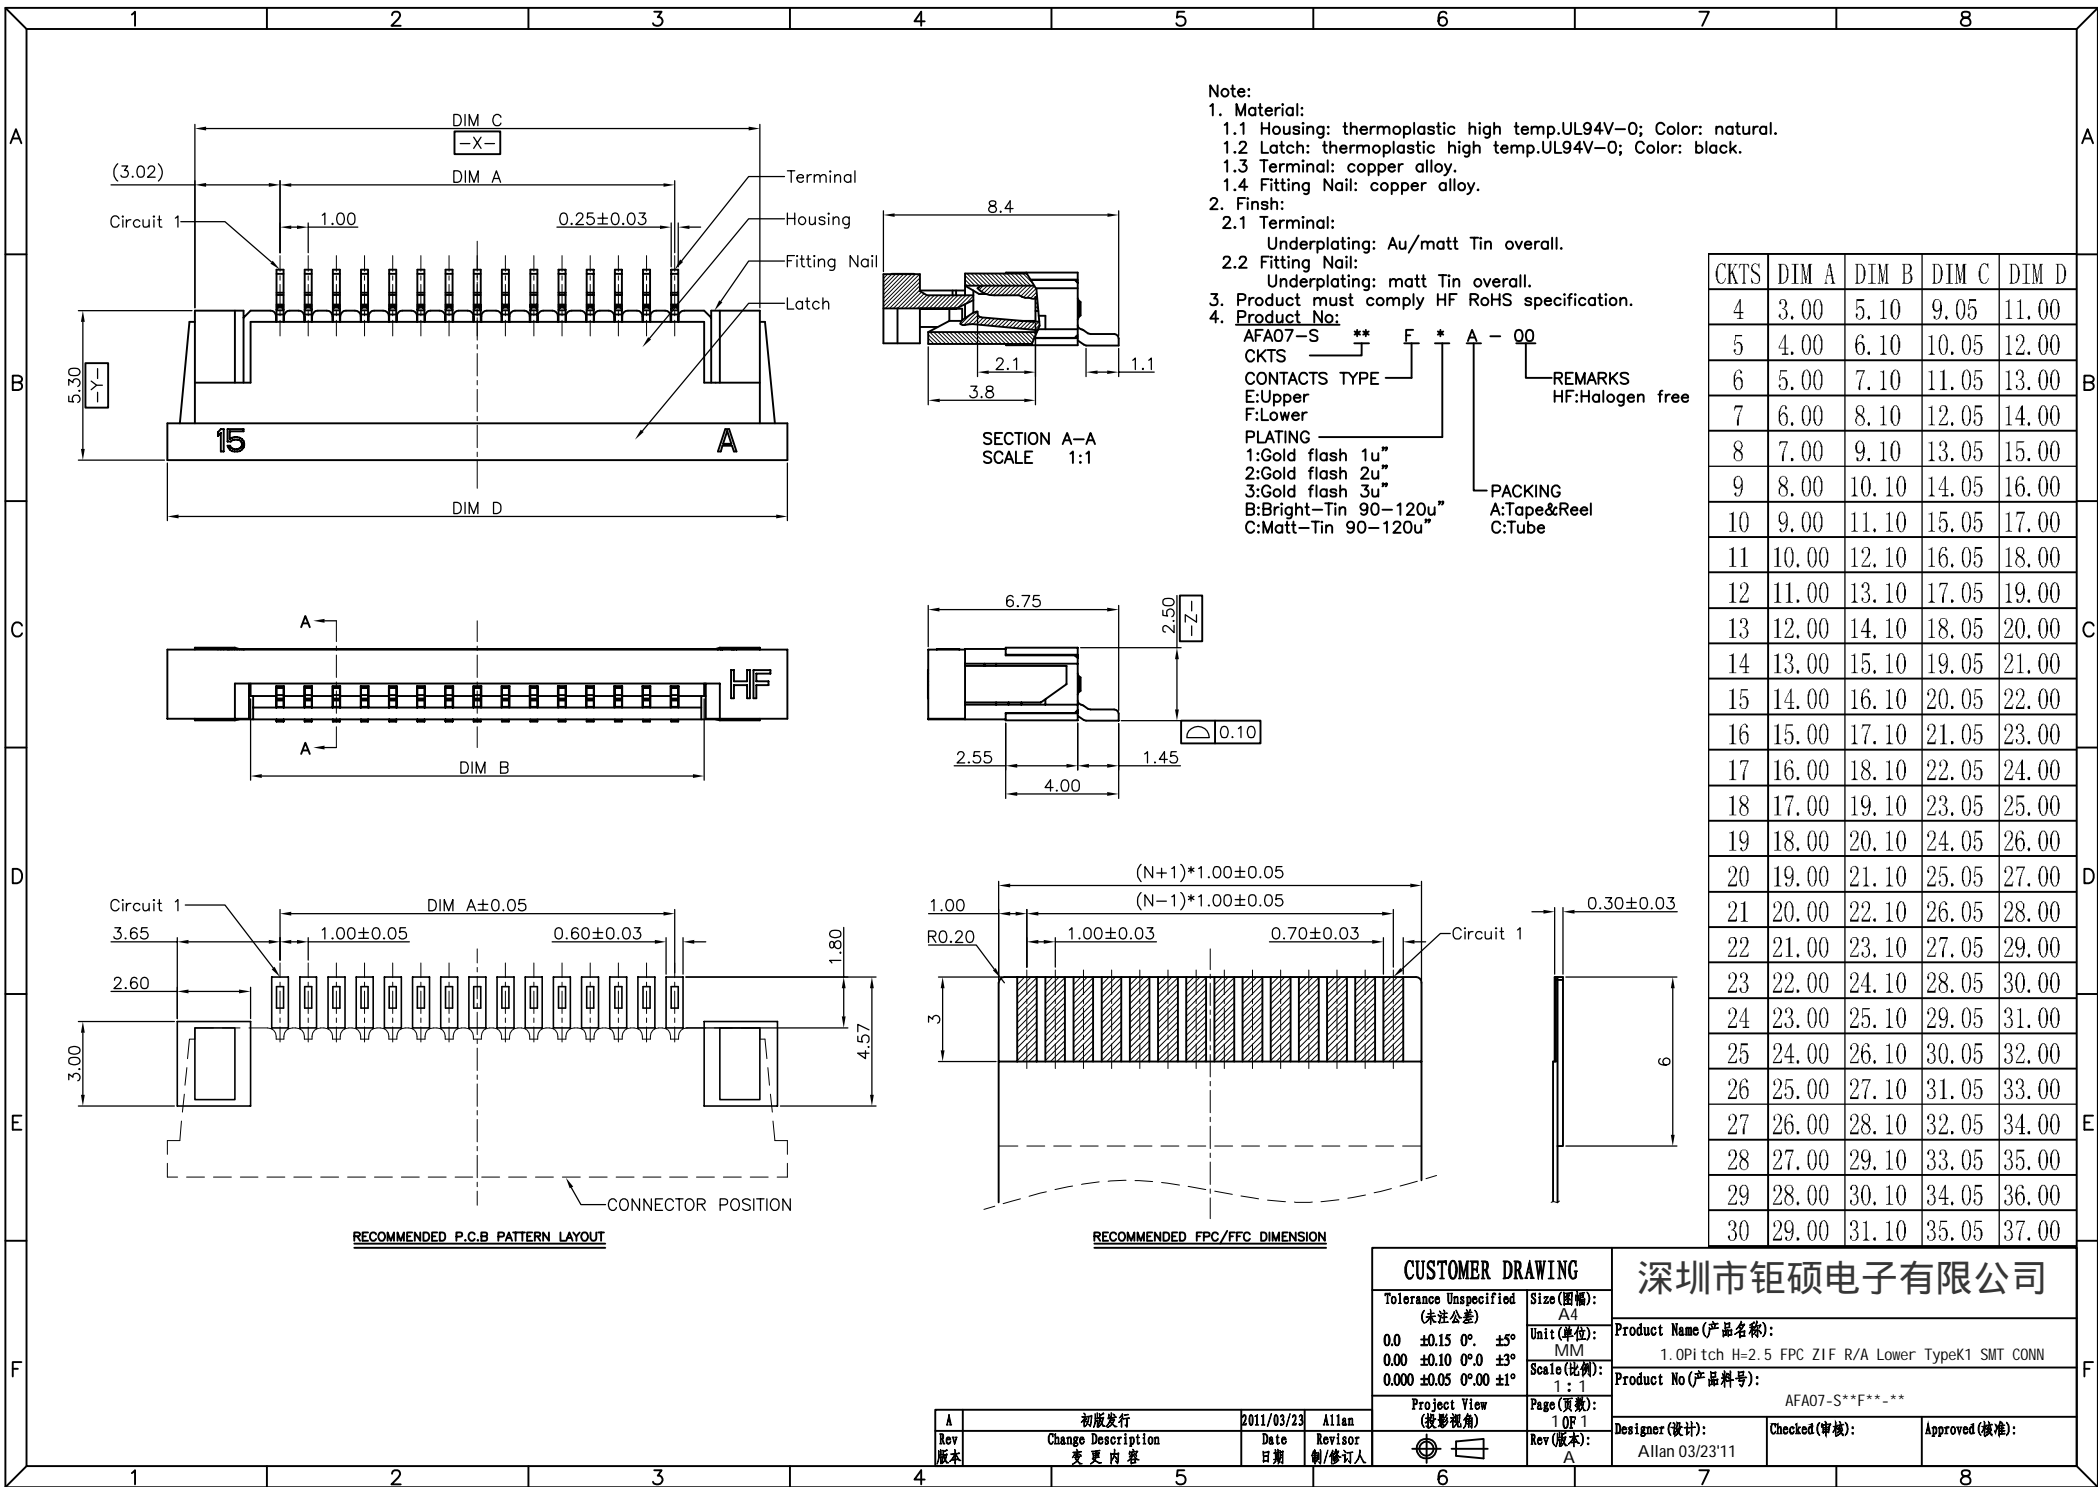 1 2 3 4 5 6 7 8
A
B
C
D
E
F
A
B
C
D
E
F
DIM C
-X-
(3.02)
DIM A
Terminal
Circuit 1
1.00
0.25±0.03
Housing
Fitting Nail
Latch
5.30
-Y-
15 A
DIM D
8.4
2.1
1.1
3.8
SECTION A-A
SCALE 1:1
Note:
1. Material:
1.1 Housing: thermoplastic high temp.UL94V-0; Color: natural.
1.2 Latch: thermoplastic high temp.UL94V-0; Color: black.
1.3 Terminal: copper alloy.
1.4 Fitting Nail: copper alloy.
2. Finsh:
2.1 Terminal:
Underplating: Au/matt Tin overall.
2.2 Fitting Nail:
Underplating: matt Tin overall.
3. Product must comply HF RoHS specification.
4. Product No:
AFA07-S ** F * A - 00
CKTS
CONTACTS TYPE
E:Upper
F:Lower
REMARKS
HF:Halogen free
PLATING
1:Gold flash 1u"
2:Gold flash 2u"
3:Gold flash 3u"
B:Bright-Tin 90-120u"
C:Matt-Tin 90-120u"
PACKING
A:Tape&Reel
C:Tube
CKTS DIM A DIM B DIM C DIM D
4 3.00 5.10 9.05 11.00
5 4.00 6.10 10.05 12.00
6 5.00 7.10 11.05 13.00
7 6.00 8.10 12.05 14.00
8 7.00 9.10 13.05 15.00
9 8.00 10.10 14.05 16.00
10 9.00 11.10 15.05 17.00
11 10.00 12.10 16.05 18.00
12 11.00 13.10 17.05 19.00
13 12.00 14.10 18.05 20.00
14 13.00 15.10 19.05 21.00
15 14.00 16.10 20.05 22.00
16 15.00 17.10 21.05 23.00
17 16.00 18.10 22.05 24.00
18 17.00 19.10 23.05 25.00
19 18.00 20.10 24.05 26.00
20 19.00 21.10 25.05 27.00
21 20.00 22.10 26.05 28.00
22 21.00 23.10 27.05 29.00
23 22.00 24.10 28.05 30.00
24 23.00 25.10 29.05 31.00
25 24.00 26.10 30.05 32.00
26 25.00 27.10 31.05 33.00
27 26.00 28.10 32.05 34.00
28 27.00 29.10 33.05 35.00
29 28.00 30.10 34.05 36.00
30 29.00 31.10 35.05 37.00
A
HF
A
DIM B
6.75
2.50
-Z-
0.10
2.55
1.45
4.00
Circuit 1
DIM A±0.05
3.65
1.00±0.05
0.60±0.03
1.80
2.60
3.00
4.57
CONNECTOR POSITION
RECOMMENDED P.C.B PATTERN LAYOUT
(N+1)*1.00±0.05
(N-1)*1.00±0.05
1.00
R0.20
1.00±0.03
0.70±0.03
Circuit 1
3
0.30±0.03
6
RECOMMENDED FPC/FFC DIMENSION
CUSTOMER DRAWING
Tolerance Unspecified
(未注公差)
0.0 ±0.15 0°. ±5°
0.00 ±0.10 0°.0 ±3°
0.000 ±0.05 0°.00 ±1°
Project View
(投影视角)
Size(图幅):
A4
Unit(单位):
MM
Scale(比例):
1:1
Page(页数):
1 OF 1
Rev(版本):
A
深圳市钜硕电子有限公司
Product Name(产品名称):
1.0Pitch H=2.5 FPC ZIF R/A Lower TypeK1 SMT CONN
Product No(产品料号):
AFA07-S**F**-**
Designer(设计):
Allan 03/23'11
Checked(审核):
Approved(核准):
A 初版发行 2011/03/23 Allan
Rev Change Description Date Revisor
版本 变更内容 日期 制/修订人
1 2 3 4 5 6 7 8